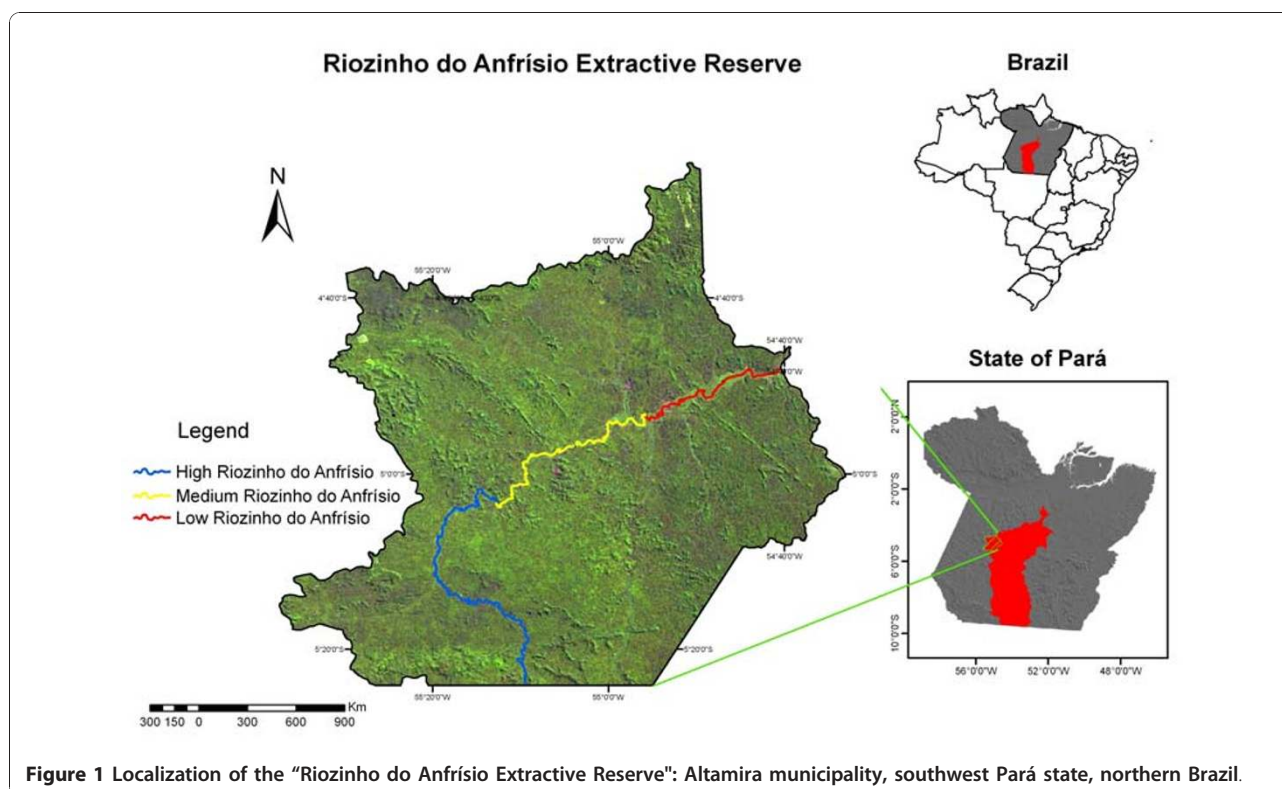 Riozinho do Anfrísio Extractive Reserve
Brazil
N
55°0'0"W
55°20'0"W
4°40'0"S
4°40'0"S
54°40'0"W
State of Pará
Legend
High Riozinho do Anfrísio
Medium Riozinho do Anfrísio
Low Riozinho do Anfrísio
5°0'0"S
5°0'0"S
54°40'0"W
5°20'0"S
5°20'0"S
55°20'0"W
55°0'0"W
2°0'0"N
2°0'0"S
6°0'0"S
10°0'0"S
56°0'0"W
52°0'0"W
48°0'0"W
300 150 0 300 600 900 Km
Figure 1 Localization of the “Riozinho do Anfrísio Extractive Reserve": Altamira municipality, southwest Pará state, northern Brazil.